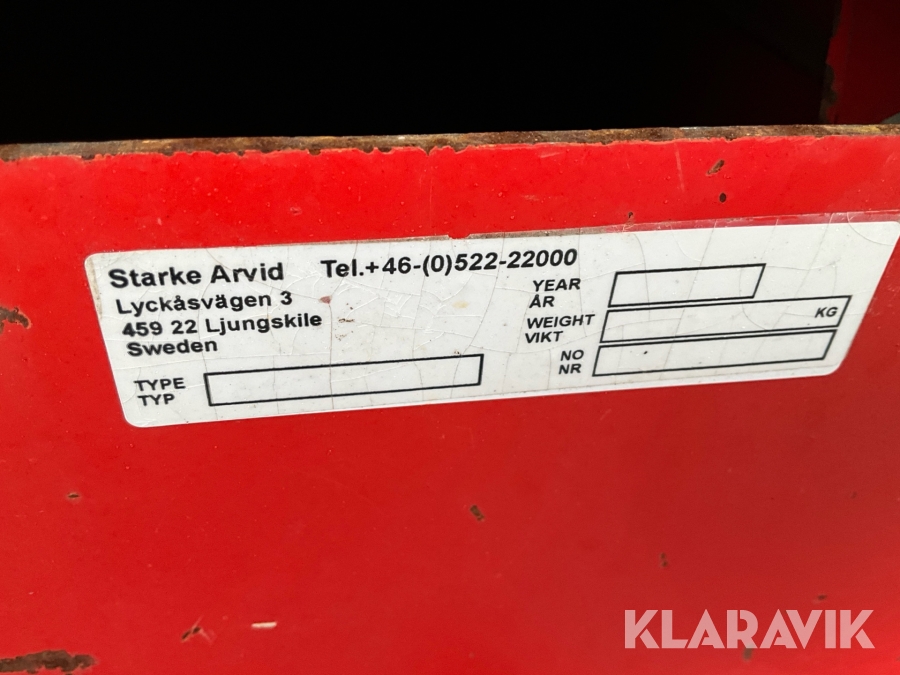 Starke Arvid Tel.+46-(0)522-22000
Lyckåsvägen 3
459 22 Ljungskile
Sweden
TYPE
TYP
YEAR
ÅR
WEIGHT KG
VIKT
NO
NR
KLARAVIK